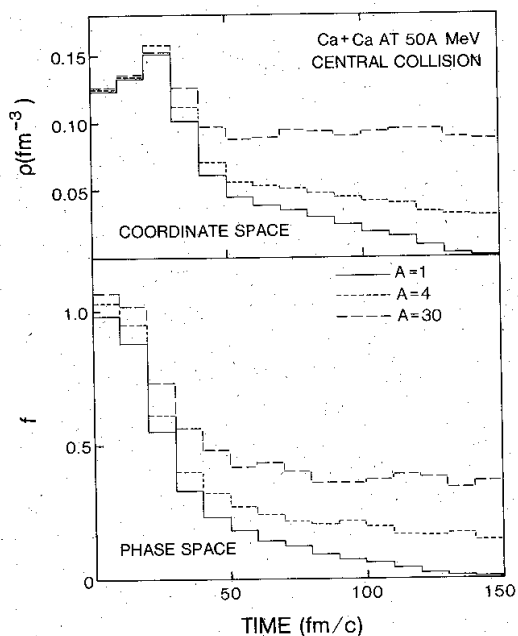 Ca+Ca AT 50A MeV
CENTRAL COLLISION
0.15
0.10
0.05
ρ(fm⁻³)
COORDINATE SPACE
A=1
A=4
A=30
1.0
0.5
0
f
PHASE SPACE
50
100
150
TIME (fm/c)